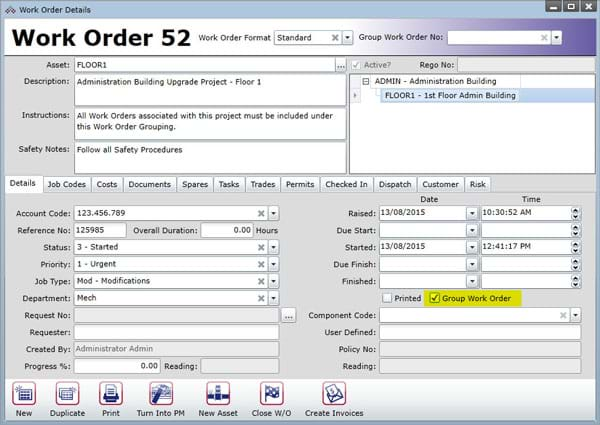 Work Order Details
Work Order 52 Work Order Format Standard Group Work Order No:
Asset: FLOOR1 ... Active? Rego No:
Description: Administration Building Upgrade Project - Floor 1
ADMIN - Administration Building
FLOOR1 - 1st Floor Admin Building
Instructions: All Work Orders associated with this project must be included under
this Work Order Grouping.
Safety Notes: Follow all Safety Procedures
Details Job Codes Costs Documents Spares Tasks Trades Permits Checked In Dispatch Customer Risk
Date Time
Account Code: 123.456.789 Raised: 13/08/2015 10:30:52 AM
Reference No: 125985 Overall Duration: 0.00 Hours Due Start:
Status: 3 - Started Started: 13/08/2015 12:41:17 PM
Priority: 1 - Urgent Due Finish:
Job Type: Mod - Modifications Finished:
Department: Mech Printed Group Work Order
Request No: ... Component Code:
Requester: User Defined:
Created By: Administrator Admin Policy No:
Progress %: 0.00 Reading: Reading:
New Duplicate Print Turn Into PM New Asset Close W/O Create Invoices